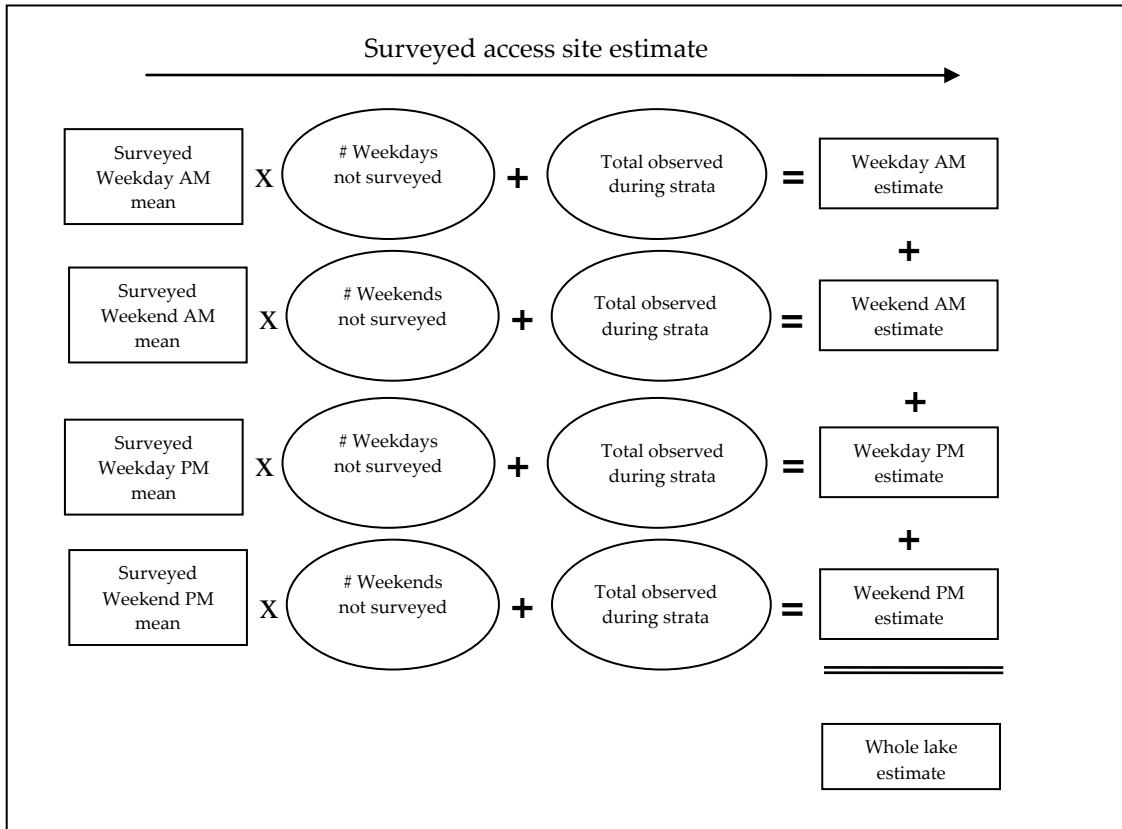 Surveyed access site estimate
Surveyed
Weekday AM
mean
x
# Weekdays
not surveyed
+
Total observed
during strata
=
Weekday AM
estimate
+
Surveyed
Weekend AM
mean
x
# Weekends
not surveyed
+
Total observed
during strata
=
Weekend AM
estimate
+
Surveyed
Weekday PM
mean
x
# Weekdays
not surveyed
+
Total observed
during strata
=
Weekday PM
estimate
+
Surveyed
Weekend PM
mean
x
# Weekends
not surveyed
+
Total observed
during strata
=
Weekend PM
estimate
Whole lake
estimate